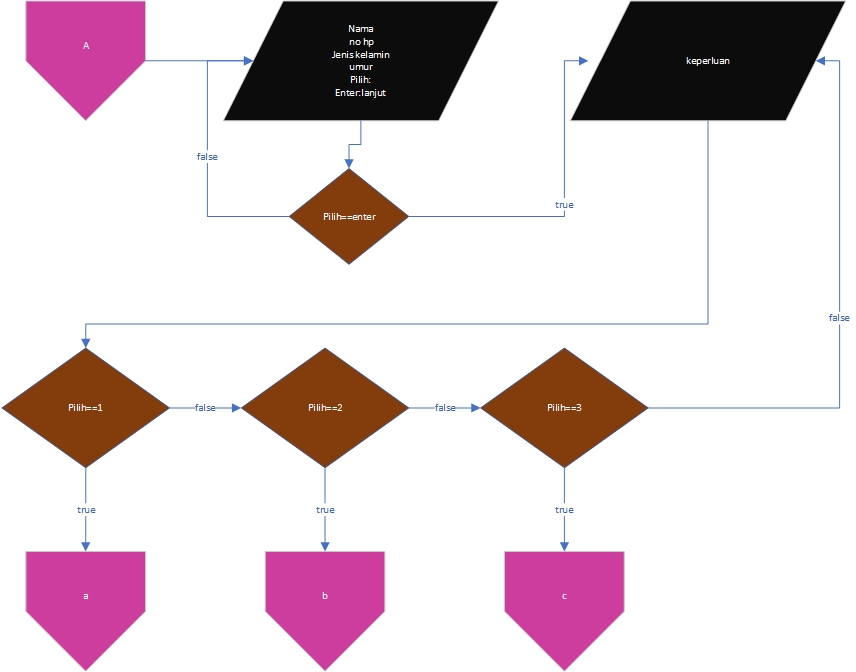 A
Nama
no hp
Jenis kelamin
umur
Pilih:
Enter:lanjut
keperluan
false
Pilih==enter
true
false
Pilih==1
false
Pilih==2
false
Pilih==3
true
true
true
a
b
c